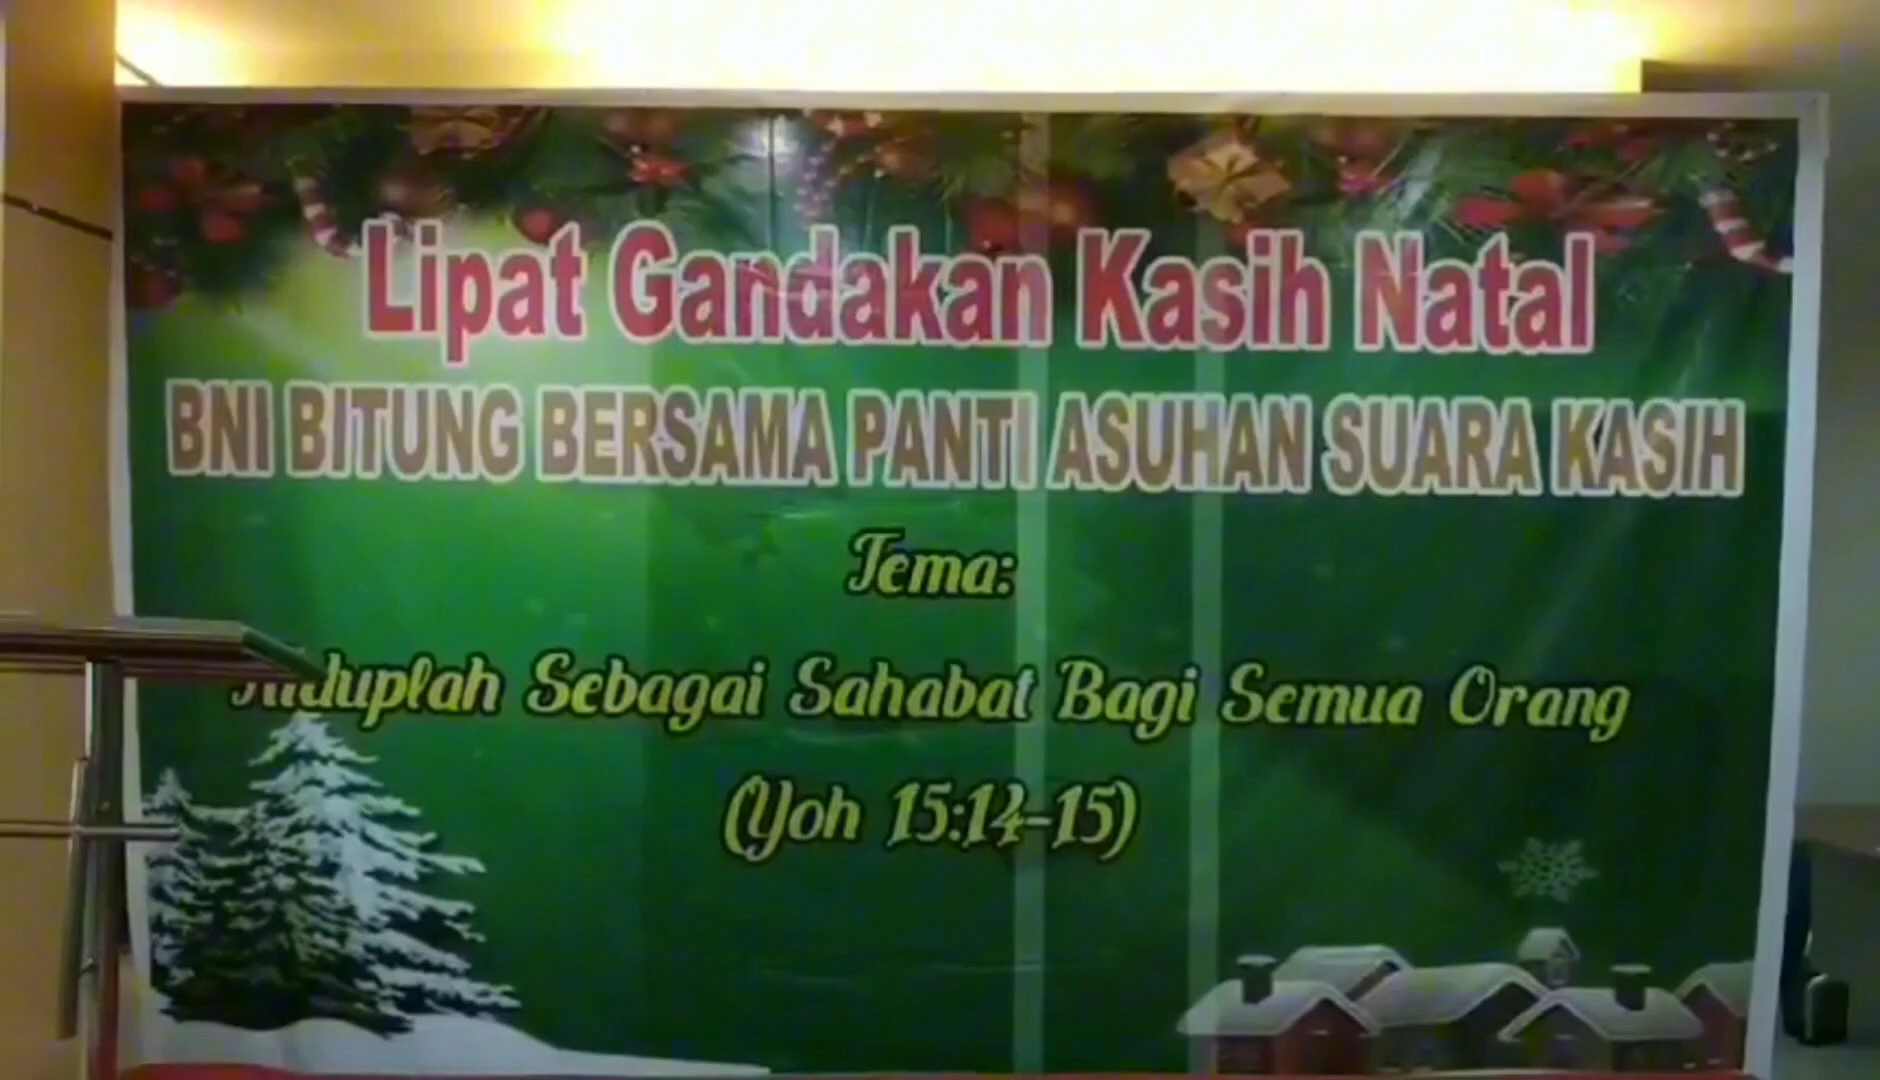 Lipat Gandakan Kasih Natal
BNI BITUNG BERSAMA PANTI ASUHAN SUARA KASIH
Tema:
Hiduplah Sebagai Sahabat Bagi Semua Orang
(Yoh 15:14-15)